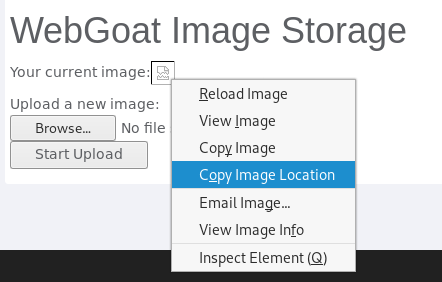 WebGoat Image Storage
Your current image:
Upload a new image:
Browse... No file
Start Upload
Reload Image
View Image
Copy Image
Copy Image Location
Email Image...
View Image Info
Inspect Element (Q)